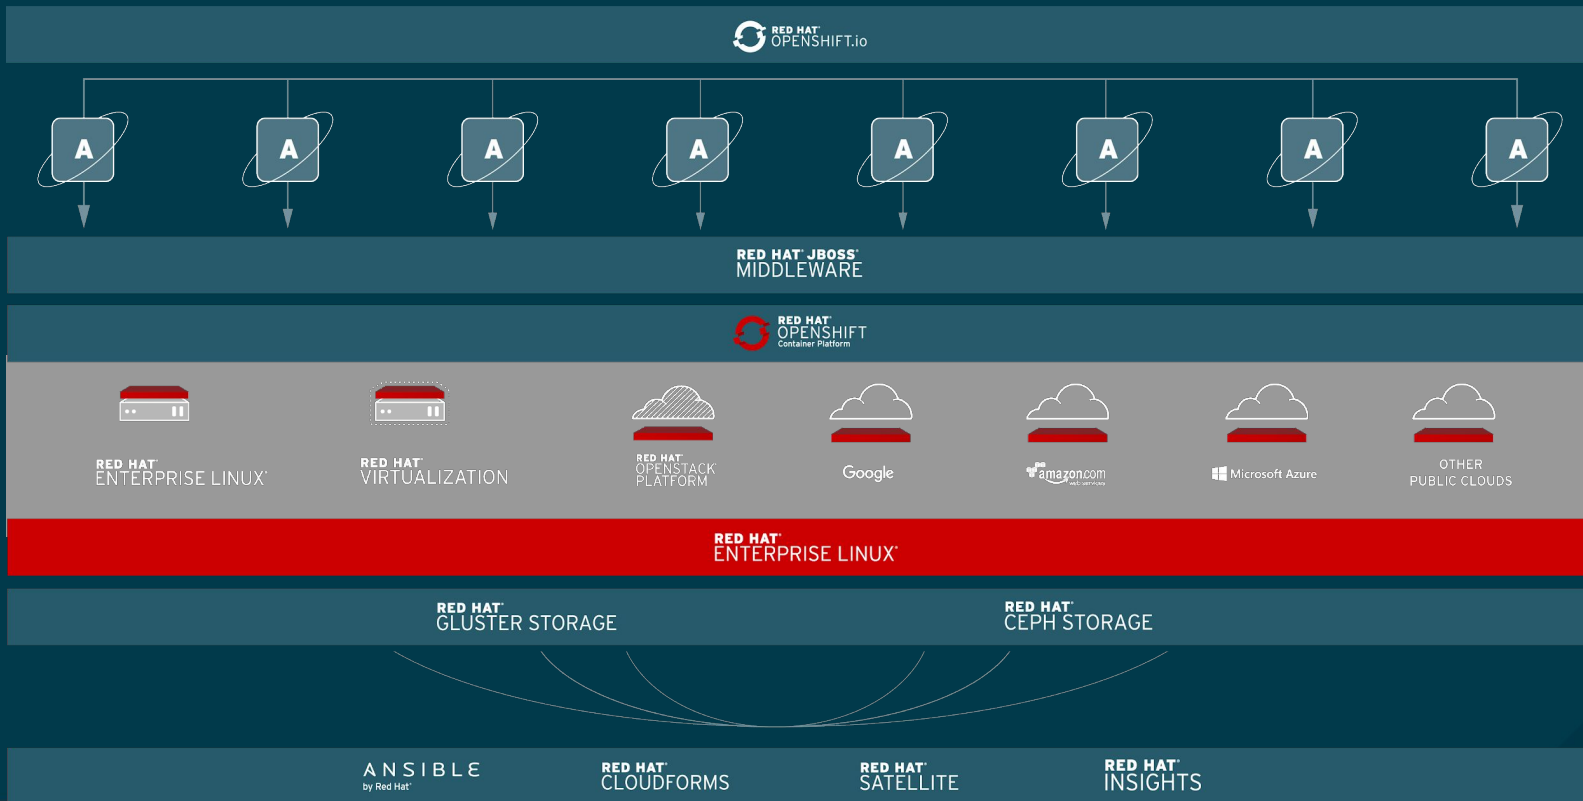 RED HAT®
OPENSHIFT.io
A A A A A A A A
RED HAT® JBOSS®
MIDDLEWARE
RED HAT®
OPENSHIFT
Container Platform
RED HAT®
ENTERPRISE LINUX®
RED HAT®
VIRTUALIZATION
RED HAT®
OPENSTACK®
PLATFORM
Google
amazon.com
web services
Microsoft Azure
OTHER
PUBLIC CLOUDS
RED HAT®
ENTERPRISE LINUX®
RED HAT®
GLUSTER STORAGE
RED HAT®
CEPH STORAGE
ANSIBLE
by Red Hat®
RED HAT®
CLOUDFORMS
RED HAT®
SATELLITE
RED HAT®
INSIGHTS